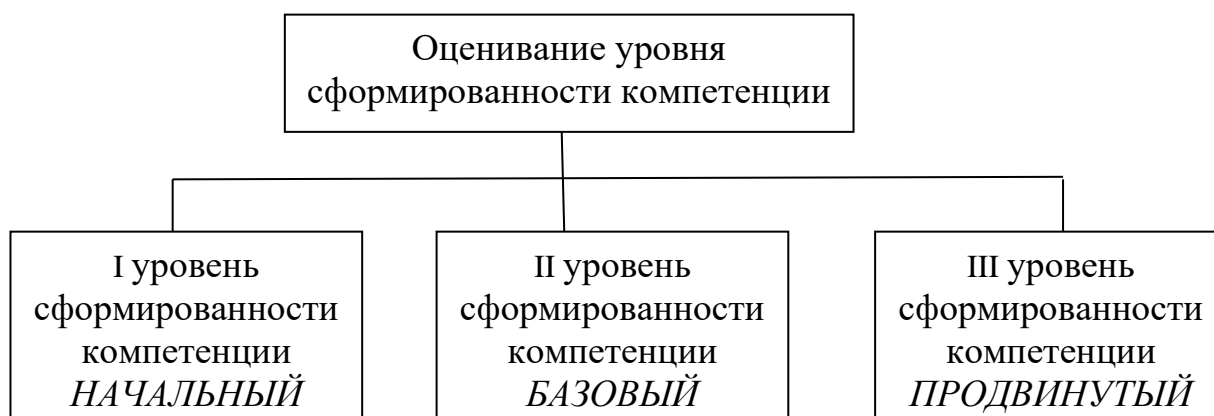 Оценивание уровня
сформированности компетенции
I уровень
сформированности
компетенции
НАЧАЛЬНЫЙ
II уровень
сформированности
компетенции
БАЗОВЫЙ
III уровень
сформированности
компетенции
ПРОДВИНУТЫЙ